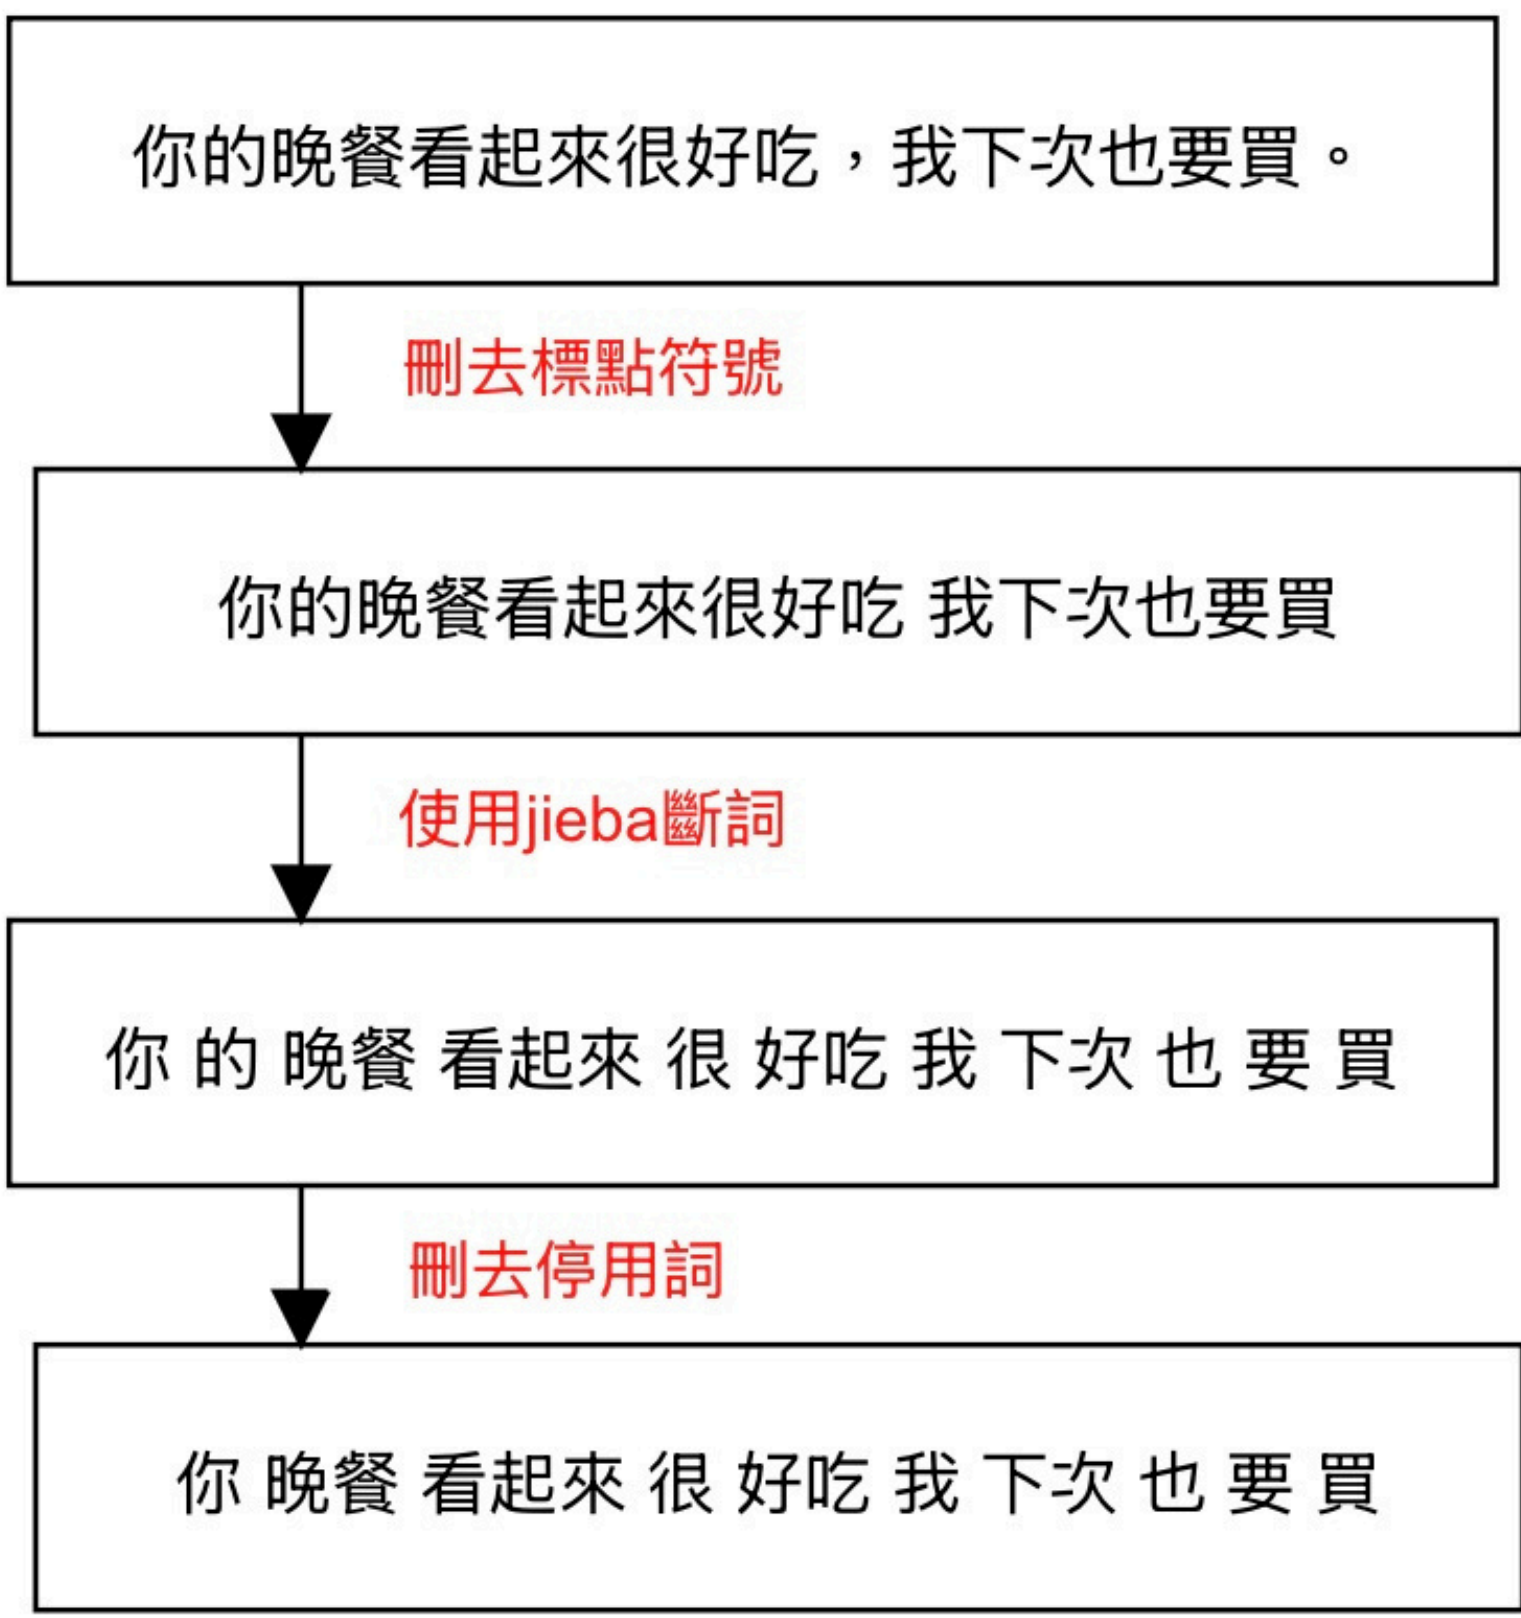 你的晚餐看起來很好吃，我下次也要買。
刪去標點符號
你的晚餐看起來很好吃 我下次也要買
使用jieba斷詞
你 的 晚餐 看起來 很 好吃 我 下次 也 要 買
刪去停用詞
你 晚餐 看起來 很 好吃 我 下次 也 要 買